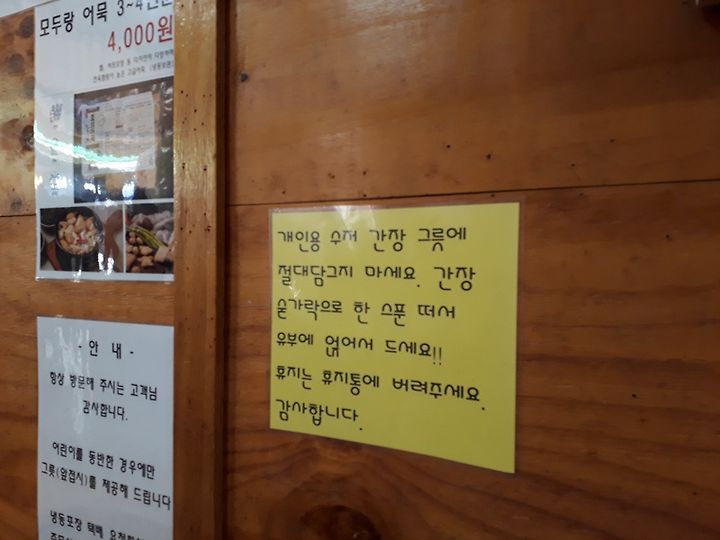 모두랑 어묵
4,000원
- 안 내 -
항상 방문해 주시는 고객님
감사합니다.
어린이를 동반한 경우에만
그릇(앞접시)를 제공해 드립니다
냉동포장 택배
개인용 수저 간장 그릇에
절대담그지 마세요. 간장
숟가락으로 한 스푼 떠서
유부에 얹어서 드세요!!
휴지는 휴지통에 버려주세요.
감사합니다.